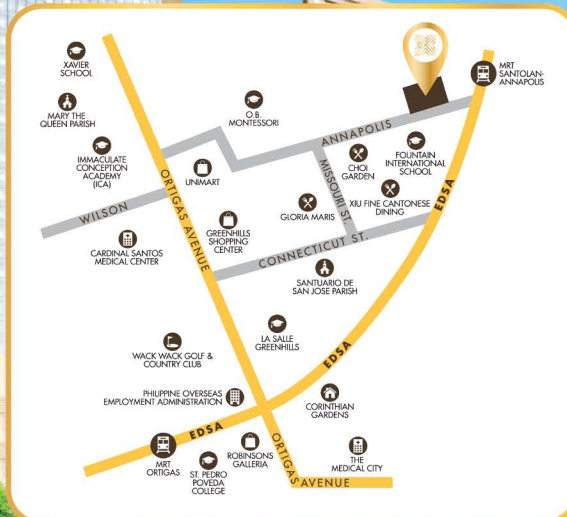 XAVIER
SCHOOL
MRT
SANTOLAN-
ANNAPOLIS
MARY THE
QUEEN PARISH
O.B.
MONTESSORI
ANNAPOLIS
IMMACULATE
CONCEPTION
ACADEMY
(ICA)
UNIMART
MISSOURI ST.
CHOI
GARDEN
FOUNTAIN
INTERNATIONAL
SCHOOL
ORTIGAS AVENUE
WILSON
GREENHILLS
SHOPPING
CENTER
GLORIA MARIS
XIU FINE CANTONESE
DINING
EDSA
CARDINAL SANTOS
MEDICAL CENTER
CONNECTICUT ST.
SANTUARIO DE
SAN JOSE PARISH
LA SALLE
GREENHILLS
WACK WACK GOLF &
COUNTRY CLUB
EDSA
PHILIPPINE OVERSEAS
EMPLOYMENT ADMINISTRATION
CORINTHIAN
GARDENS
EDSA
MRT
ORTIGAS
ST. PEDRO
POVEDA
COLLEGE
ROBINSONS
GALLERIA
ORTIGAS
AVENUE
THE
MEDICAL CITY